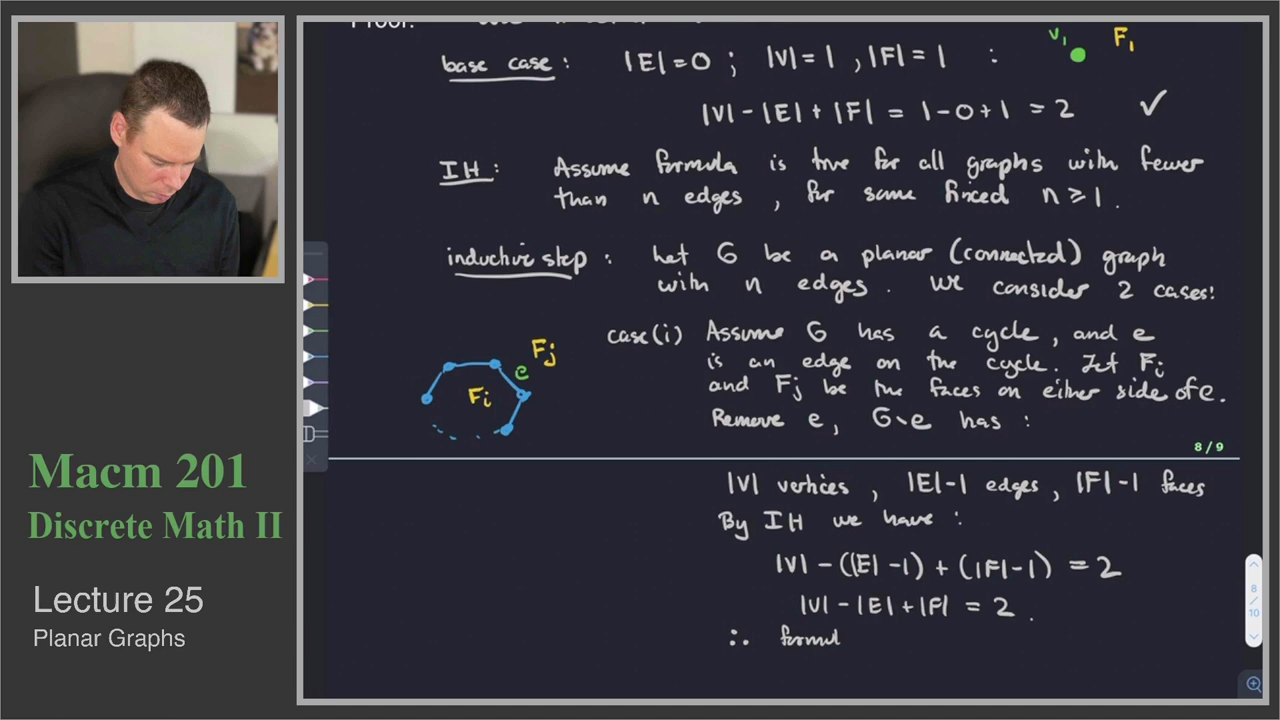 Proof:
base case: |E|=0 ; |V|=1 , |F|=1 :
v₁ F₁
|V|-|E|+|F| = 1-0+1 = 2 ✓
IH: Assume formula is true for all graphs with fewer
than n edges , for some fixed n ≥ 1 .
inductive step : Let G be a planar (connected) graph
with n edges . We consider 2 cases:
case(i) Assume G has a cycle , and e
is an edge on the cycle. Let Fi
and Fj be the faces on either side of e.
Remove e, G\e has :
Fj
e
Fi
8/9
|V| vertices , |E|-1 edges , |F|-1 faces
By IH we have :
|V| - (|E|-1) + (|F|-1) = 2
|V|-|E|+|F| = 2 .
∴ formul
8
/
10
Macm 201
Discrete Math II
Lecture 25
Planar Graphs